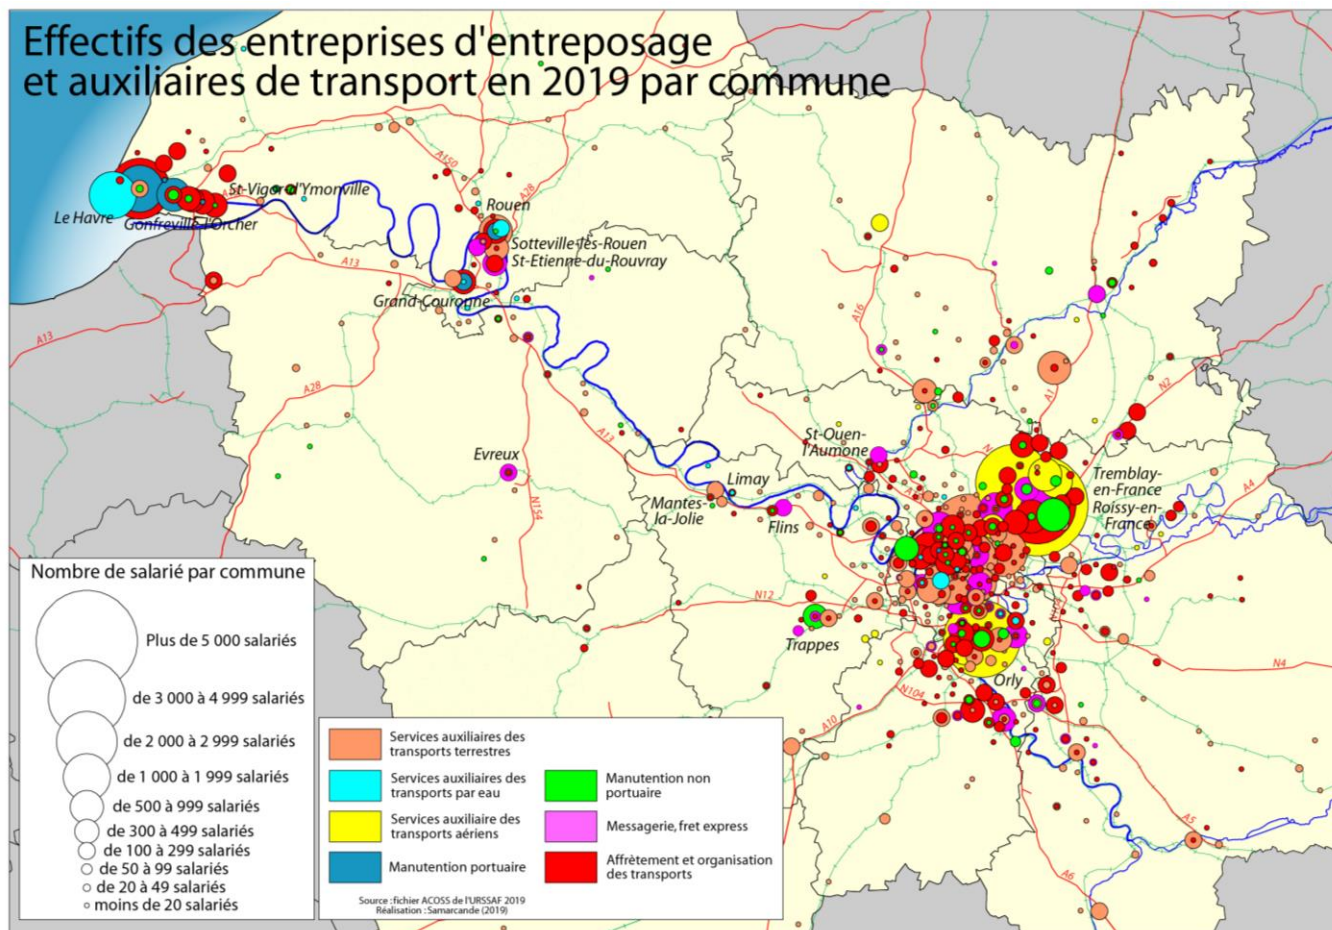 Effectifs des entreprises d'entreposage
et auxiliaires de transport en 2019 par commune
A150
A28
St-Vigor-d'Ymonville
Rouen
Le Havre
Gonfreville-l'Orcher
Sotteville-lès-Rouen
St-Etienne-du-Rouvray
A13
Grand-Couronne
A13
A16
A1
N2
A28
A13
Evreux
N154
St-Ouen-
l'Aumone
Limay
Mantes-
la-Jolie
Flins
Tremblay-
en-France
Roissy-en-
France
A4
N12
Trappes
N4
Orly
N104
A10
A5
A6
Nombre de salarié par commune
Plus de 5 000 salariés
de 3 000 à 4 999 salariés
de 2 000 à 2 999 salariés
de 1 000 à 1 999 salariés
de 500 à 999 salariés
de 300 à 499 salariés
de 100 à 299 salariés
de 50 à 99 salariés
de 20 à 49 salariés
moins de 20 salariés
Services auxiliaires des
transports terrestres
Services auxiliaires des
transports par eau
Services auxiliaire des
transports aériens
Manutention portuaire
Manutention non
portuaire
Messagerie, fret express
Affrètement et organisation
des transports
Source : fichier ACOSS de l'URSSAF 2019
Réalisation : Samarcande (2019)